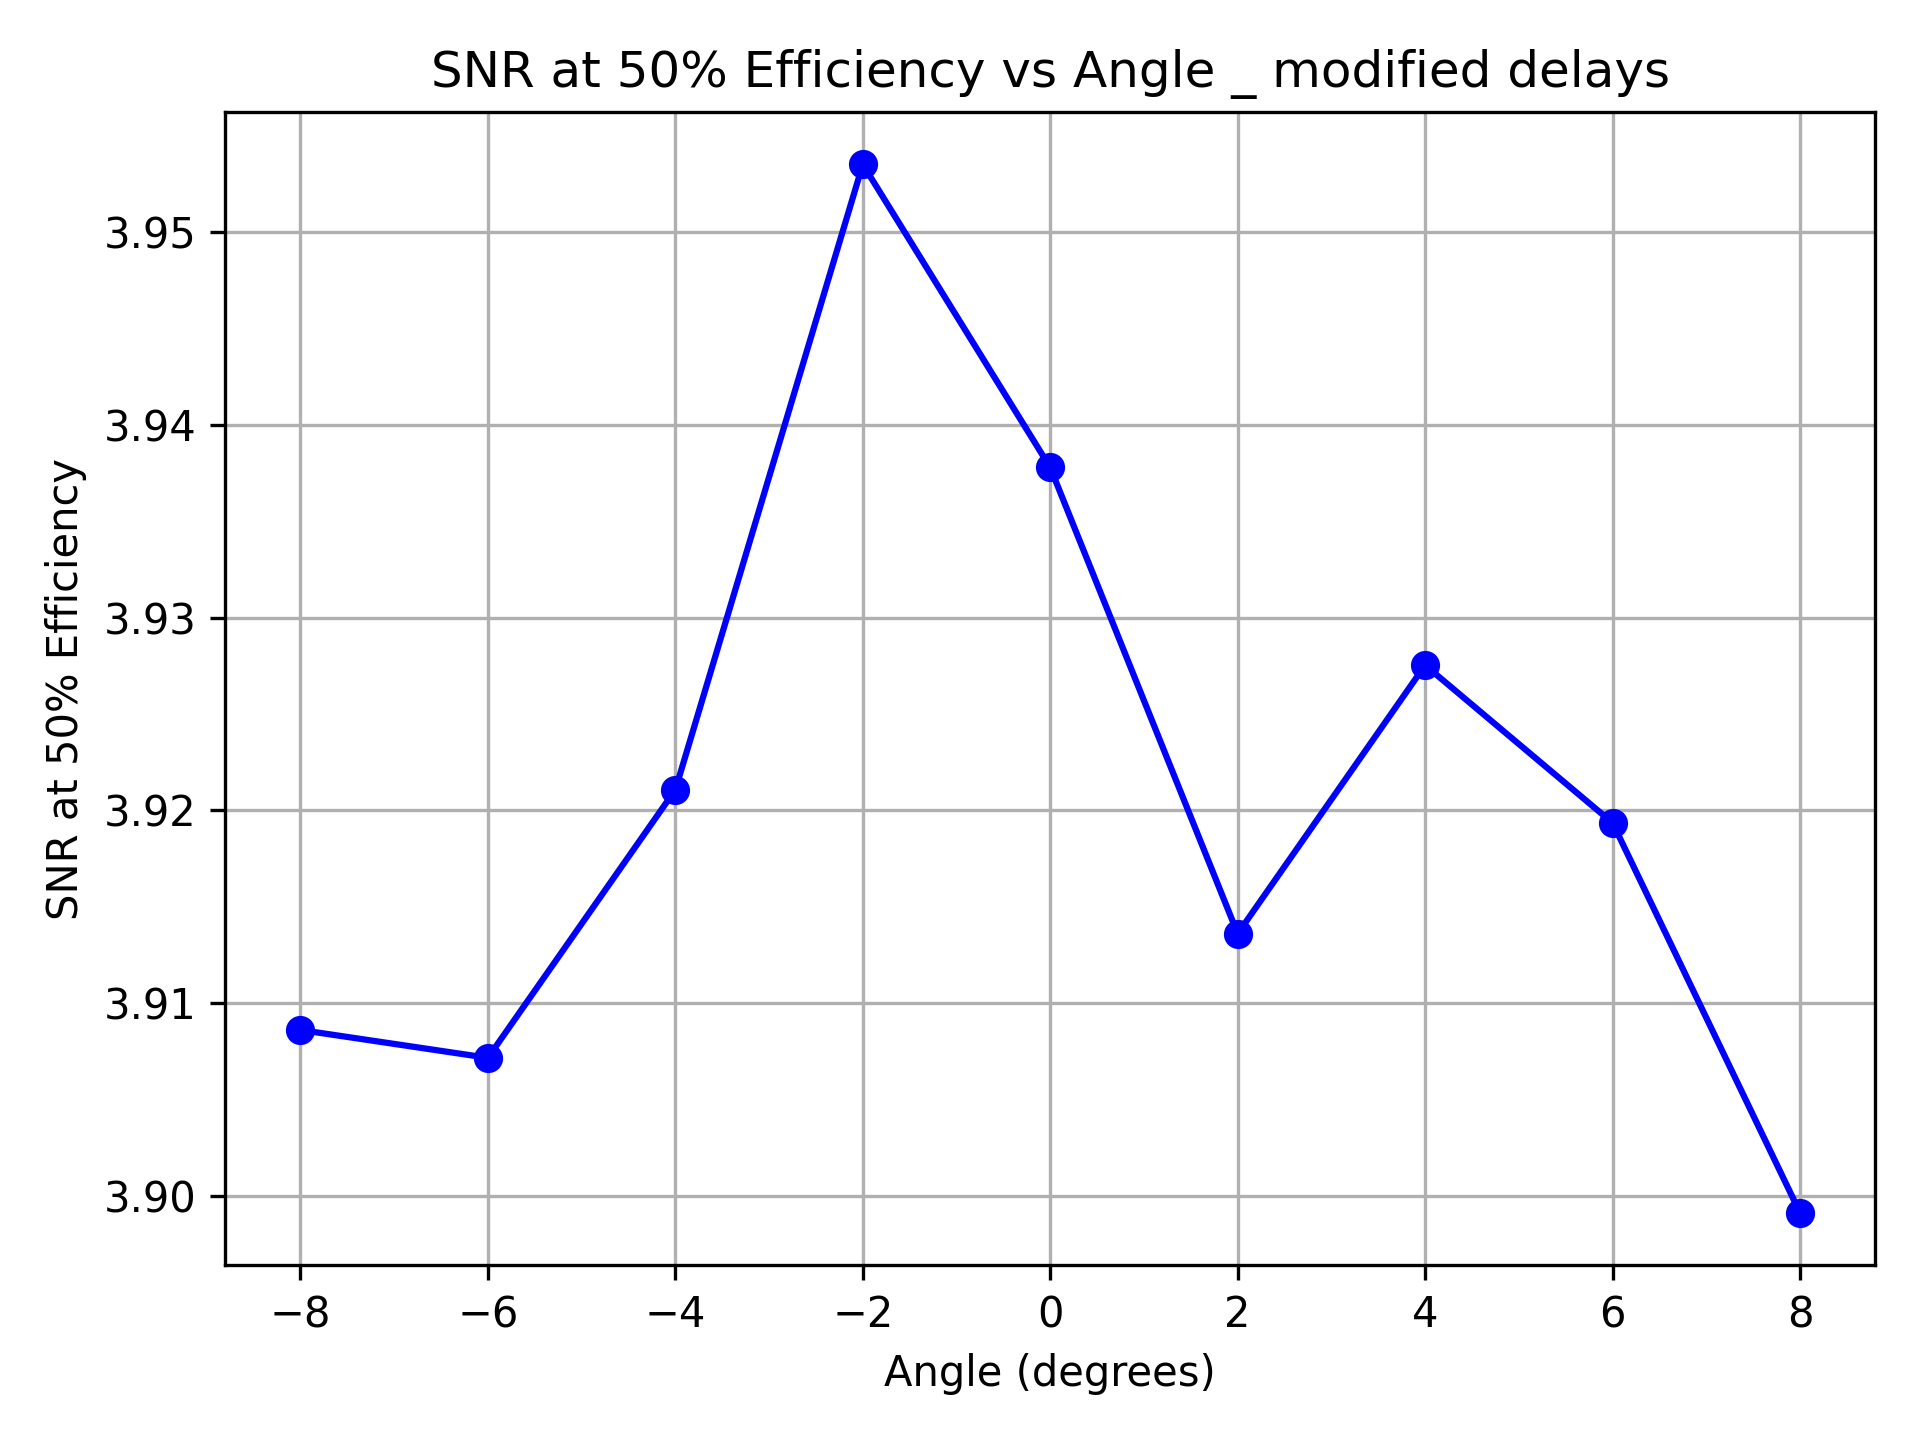 SNR at 50% Efficiency vs Angle _ modified delays
SNR at 50% Efficiency
3.95
3.94
3.93
3.92
3.91
3.90
−8 −6 −4 −2 0 2 4 6 8
Angle (degrees)